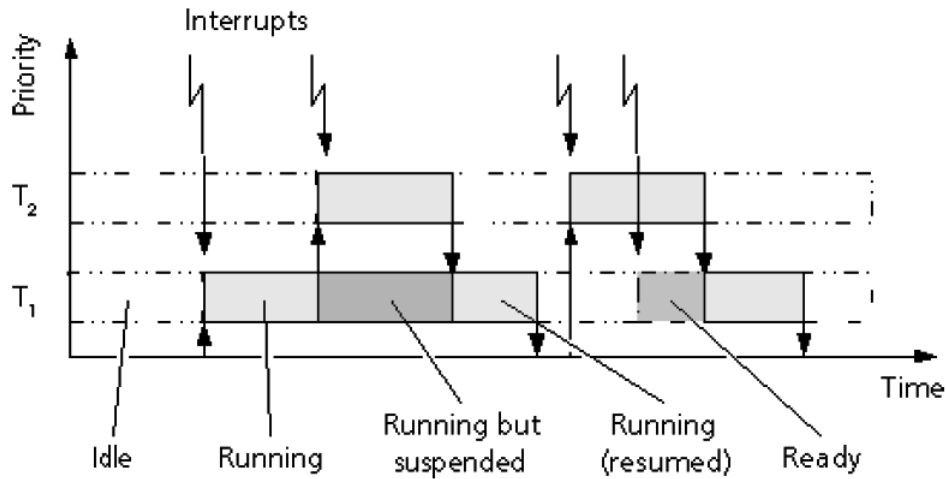 Interrupts
Priority
T2
T1
Time
Idle
Running
Running but
suspended
Running
(resumed)
Ready